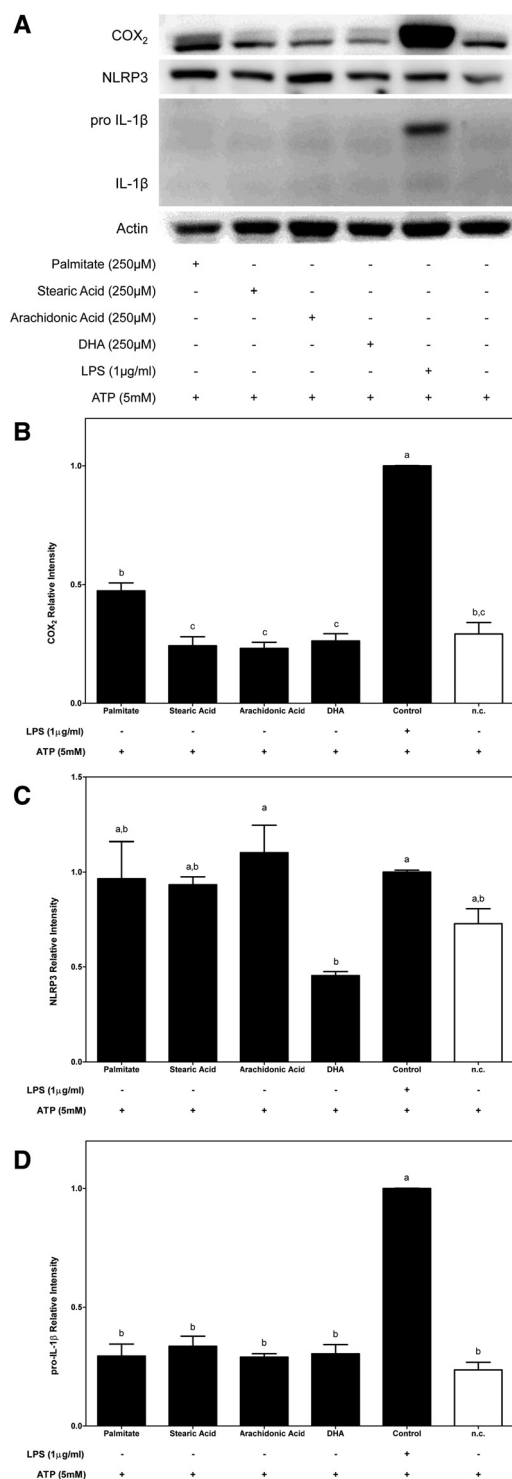 A
COX₂
NLRP3
pro IL-1β
IL-1β
Actin
Palmitate (250µM) + - - - - -
Stearic Acid (250µM) - + - - - -
Arachidonic Acid (250µM) - - + - - -
DHA (250µM) - - - + - -
LPS (1µg/ml) - - - - + -
ATP (5mM) + + + + + +
B
COX₂ Relative Intensity
1.0
0.5
0.0
b
c
c
c
a
b,c
Palmitate Stearic Acid Arachidonic Acid DHA Control n.c.
LPS (1µg/ml) - - - - + -
ATP (5mM) + + + + + +
C
NLRP3 Relative Intensity
1.5
1.0
0.5
0.0
a,b
a,b
a
b
a
a,b
Palmitate Stearic Acid Arachidonic Acid DHA Control n.c.
LPS (1µg/ml) - - - - + -
ATP (5mM) + + + + + +
D
pro-IL-1β Relative Intensity
1.0
0.5
0.0
b
b
b
b
a
b
Palmitate Stearic Acid Arachidonic Acid DHA Control n.c.
LPS (1µg/ml) - - - - + -
ATP (5mM) + + + + + +